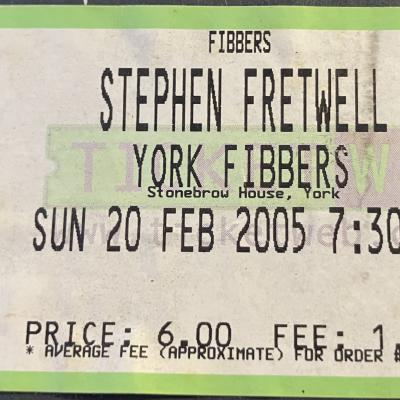 FIBBERS
STEPHEN FRETWELL
YORK FIBBERS
Stonebrow House, York
SUN 20 FEB 2005 7:30
PRICE: 6.00 FEE: 1.
* AVERAGE FEE (APPROXIMATE) FOR ORDER